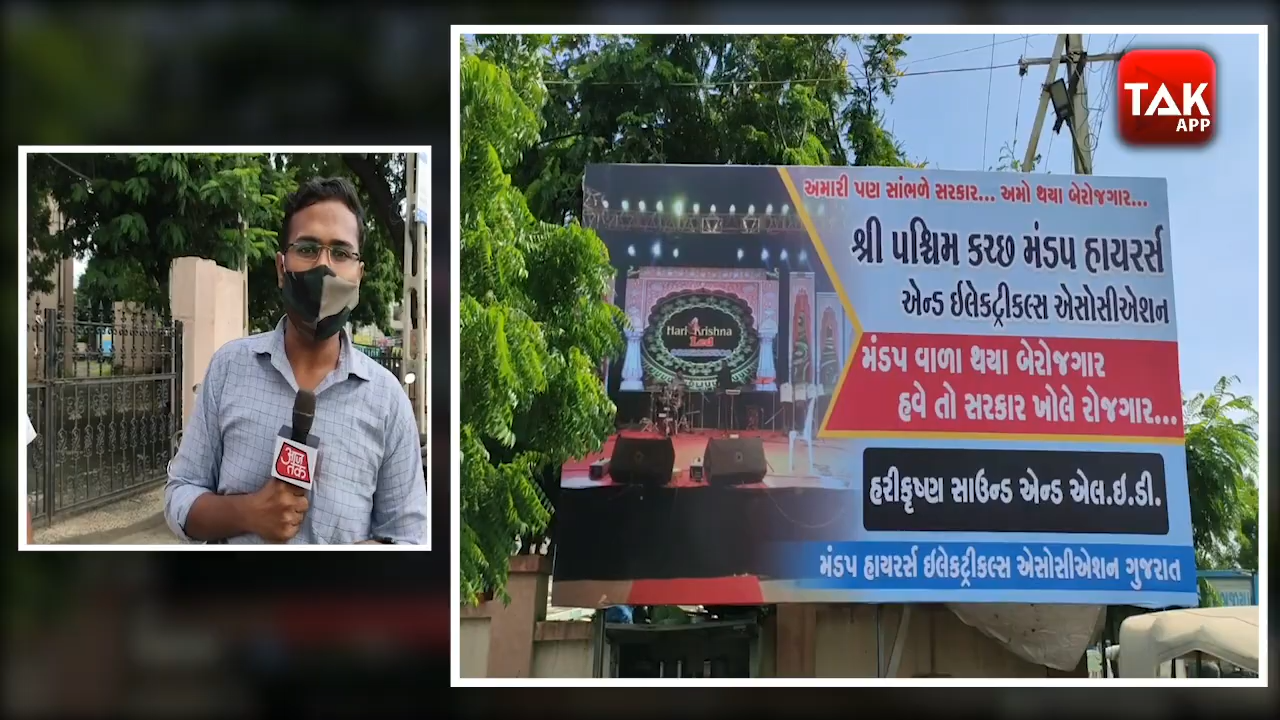 आज
तक
TAK
APP
અમારી પણ સાંભળે સરકાર... અમો થયા બેરોજગાર...
શ્રી પશ્ચિમ કચ્છ મંડપ હાયરર્સ
એન્ડ ઈલેકટ્રીકલ્સ એસોસીએશન
મંડપ વાળા થયા બેરોજગાર
હવે તો સરકાર ખોલે રોજગાર...
Hari Krishna
Led
હરીકૃષ્ણ સાઉન્ડ એન્ડ એલ.ઇ.ડી.
મંડપ હાયરર્સ ઈલેકટ્રીકલ્સ એસોસીએશન ગુજરાત